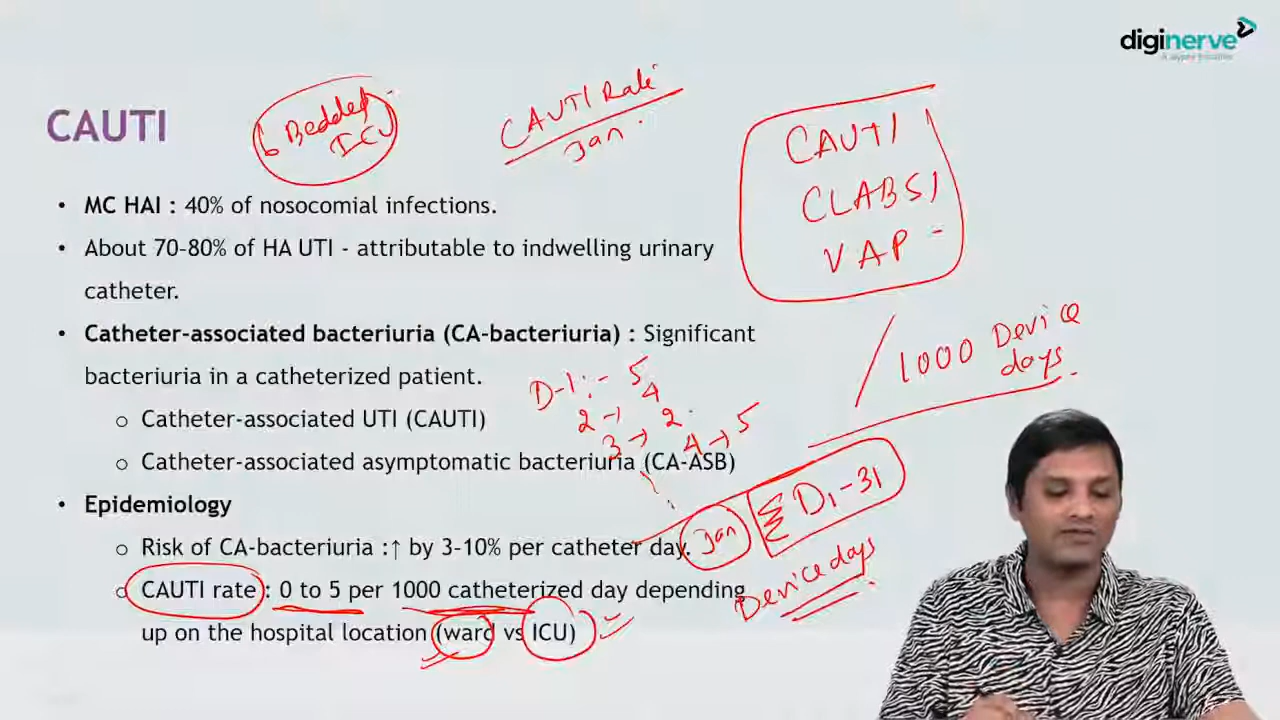 diginerve
CAUTI
6 Bedded
ICU
CAUTI Rate
Jan
CAUTI
CLABSI
VAP
• MC HAI : 40% of nosocomial infections.
• About 70-80% of HA UTI - attributable to indwelling urinary
catheter.
• Catheter-associated bacteriuria (CA-bacteriuria) : Significant
bacteriuria in a catheterized patient.
/ 1000 Device
days
D-1: - 5
4
2 → 2
3 → 4 → 5
o Catheter-associated UTI (CAUTI)
o Catheter-associated asymptomatic bacteriuria (CA-ASB)
• Epidemiology
Jan Σ D1-31
Device days
o Risk of CA-bacteriuria :↑ by 3-10% per catheter day.
o CAUTI rate : 0 to 5 per 1000 catheterized day depending
up on the hospital location (ward vs ICU)